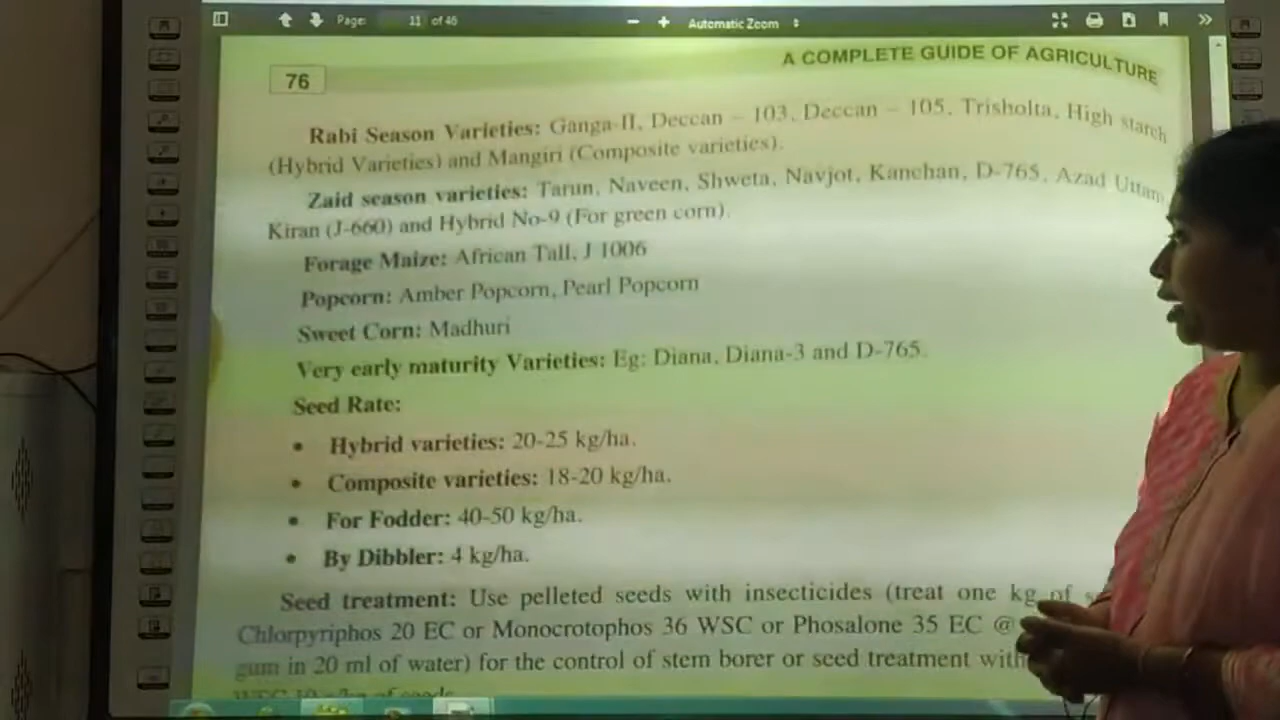 Page: 11 of 46 Automatic Zoom
76 A COMPLETE GUIDE OF AGRICULTURE
Rabi Season Varieties: Ganga-II, Deccan – 103, Deccan – 105, Trisholta, High starch
(Hybrid Varieties) and Mangiri (Composite varieties).
Zaid season varieties: Tarun, Naveen, Shweta, Navjot, Kanchan, D-765, Azad Uttam,
Kiran (J-660) and Hybrid No-9 (For green corn).
Forage Maize: African Tall, J 1006
Popcorn: Amber Popcorn, Pearl Popcorn
Sweet Corn: Madhuri
Very early maturity Varieties: Eg: Diana, Diana-3 and D-765.
Seed Rate:
• Hybrid varieties: 20-25 kg/ha.
• Composite varieties: 18-20 kg/ha.
• For Fodder: 40-50 kg/ha.
• By Dibbler: 4 kg/ha.
Seed treatment: Use pelleted seeds with insecticides (treat one kg of
Chlorpyriphos 20 EC or Monocrotophos 36 WSC or Phosalone 35 EC @
gum in 20 ml of water) for the control of stem borer or seed treatment with